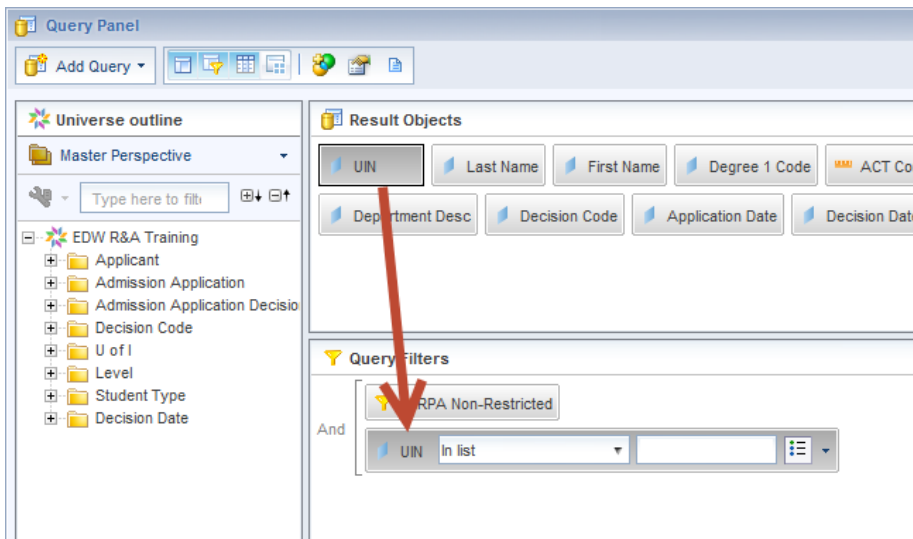 Query Panel
Add Query
Universe outline
Master Perspective
Type here to filt
EDW R&A Training
Applicant
Admission Application
Admission Application Decisio
Decision Code
U of I
Level
Student Type
Decision Date
Result Objects
UIN Last Name First Name Degree 1 Code ACT Co
Department Desc Decision Code Application Date Decision Date
Query Filters
And
RPA Non-Restricted
UIN In list